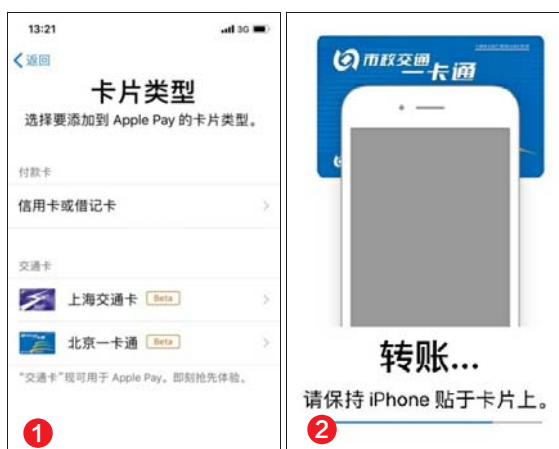 13:21
3G
返回
卡片类型
选择要添加到 Apple Pay 的卡片类型。
付款卡
信用卡或借记卡
交通卡
上海交通卡 Beta
北京一卡通 Beta
“交通卡”现可用于 Apple Pay。即刻抢先体验。
1
市政交通
一卡通
转账...
请保持 iPhone 贴于卡片上。
2